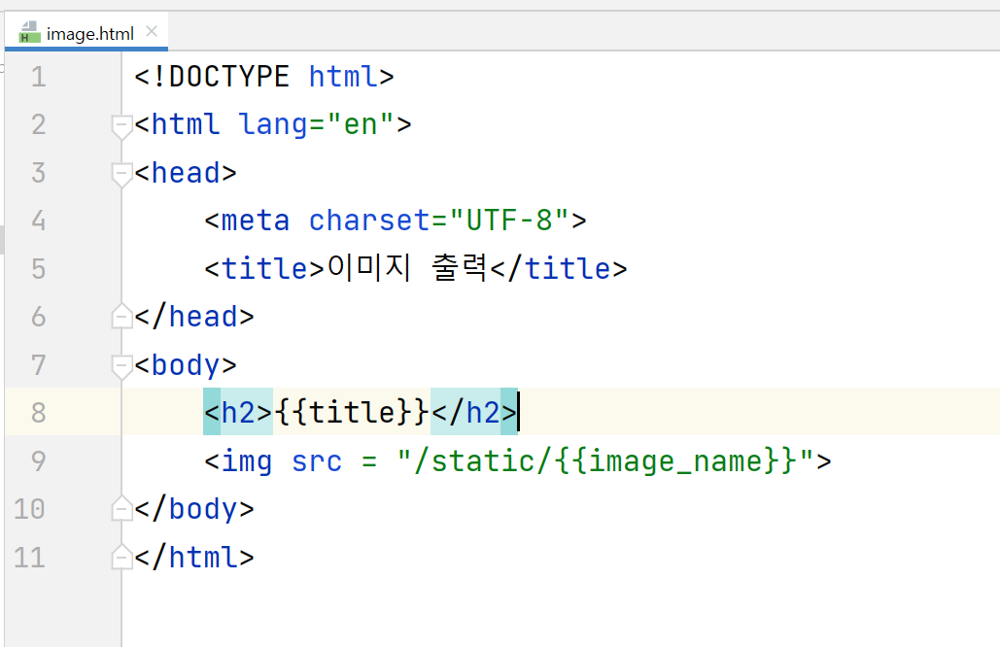 image.html
1 <!DOCTYPE html>
2 <html lang="en">
3 <head>
4     <meta charset="UTF-8">
5     <title>이미지 출력</title>
6 </head>
7 <body>
8     <h2>{{title}}</h2>
9     <img src = "/static/{{image_name}}">
10 </body>
11 </html>